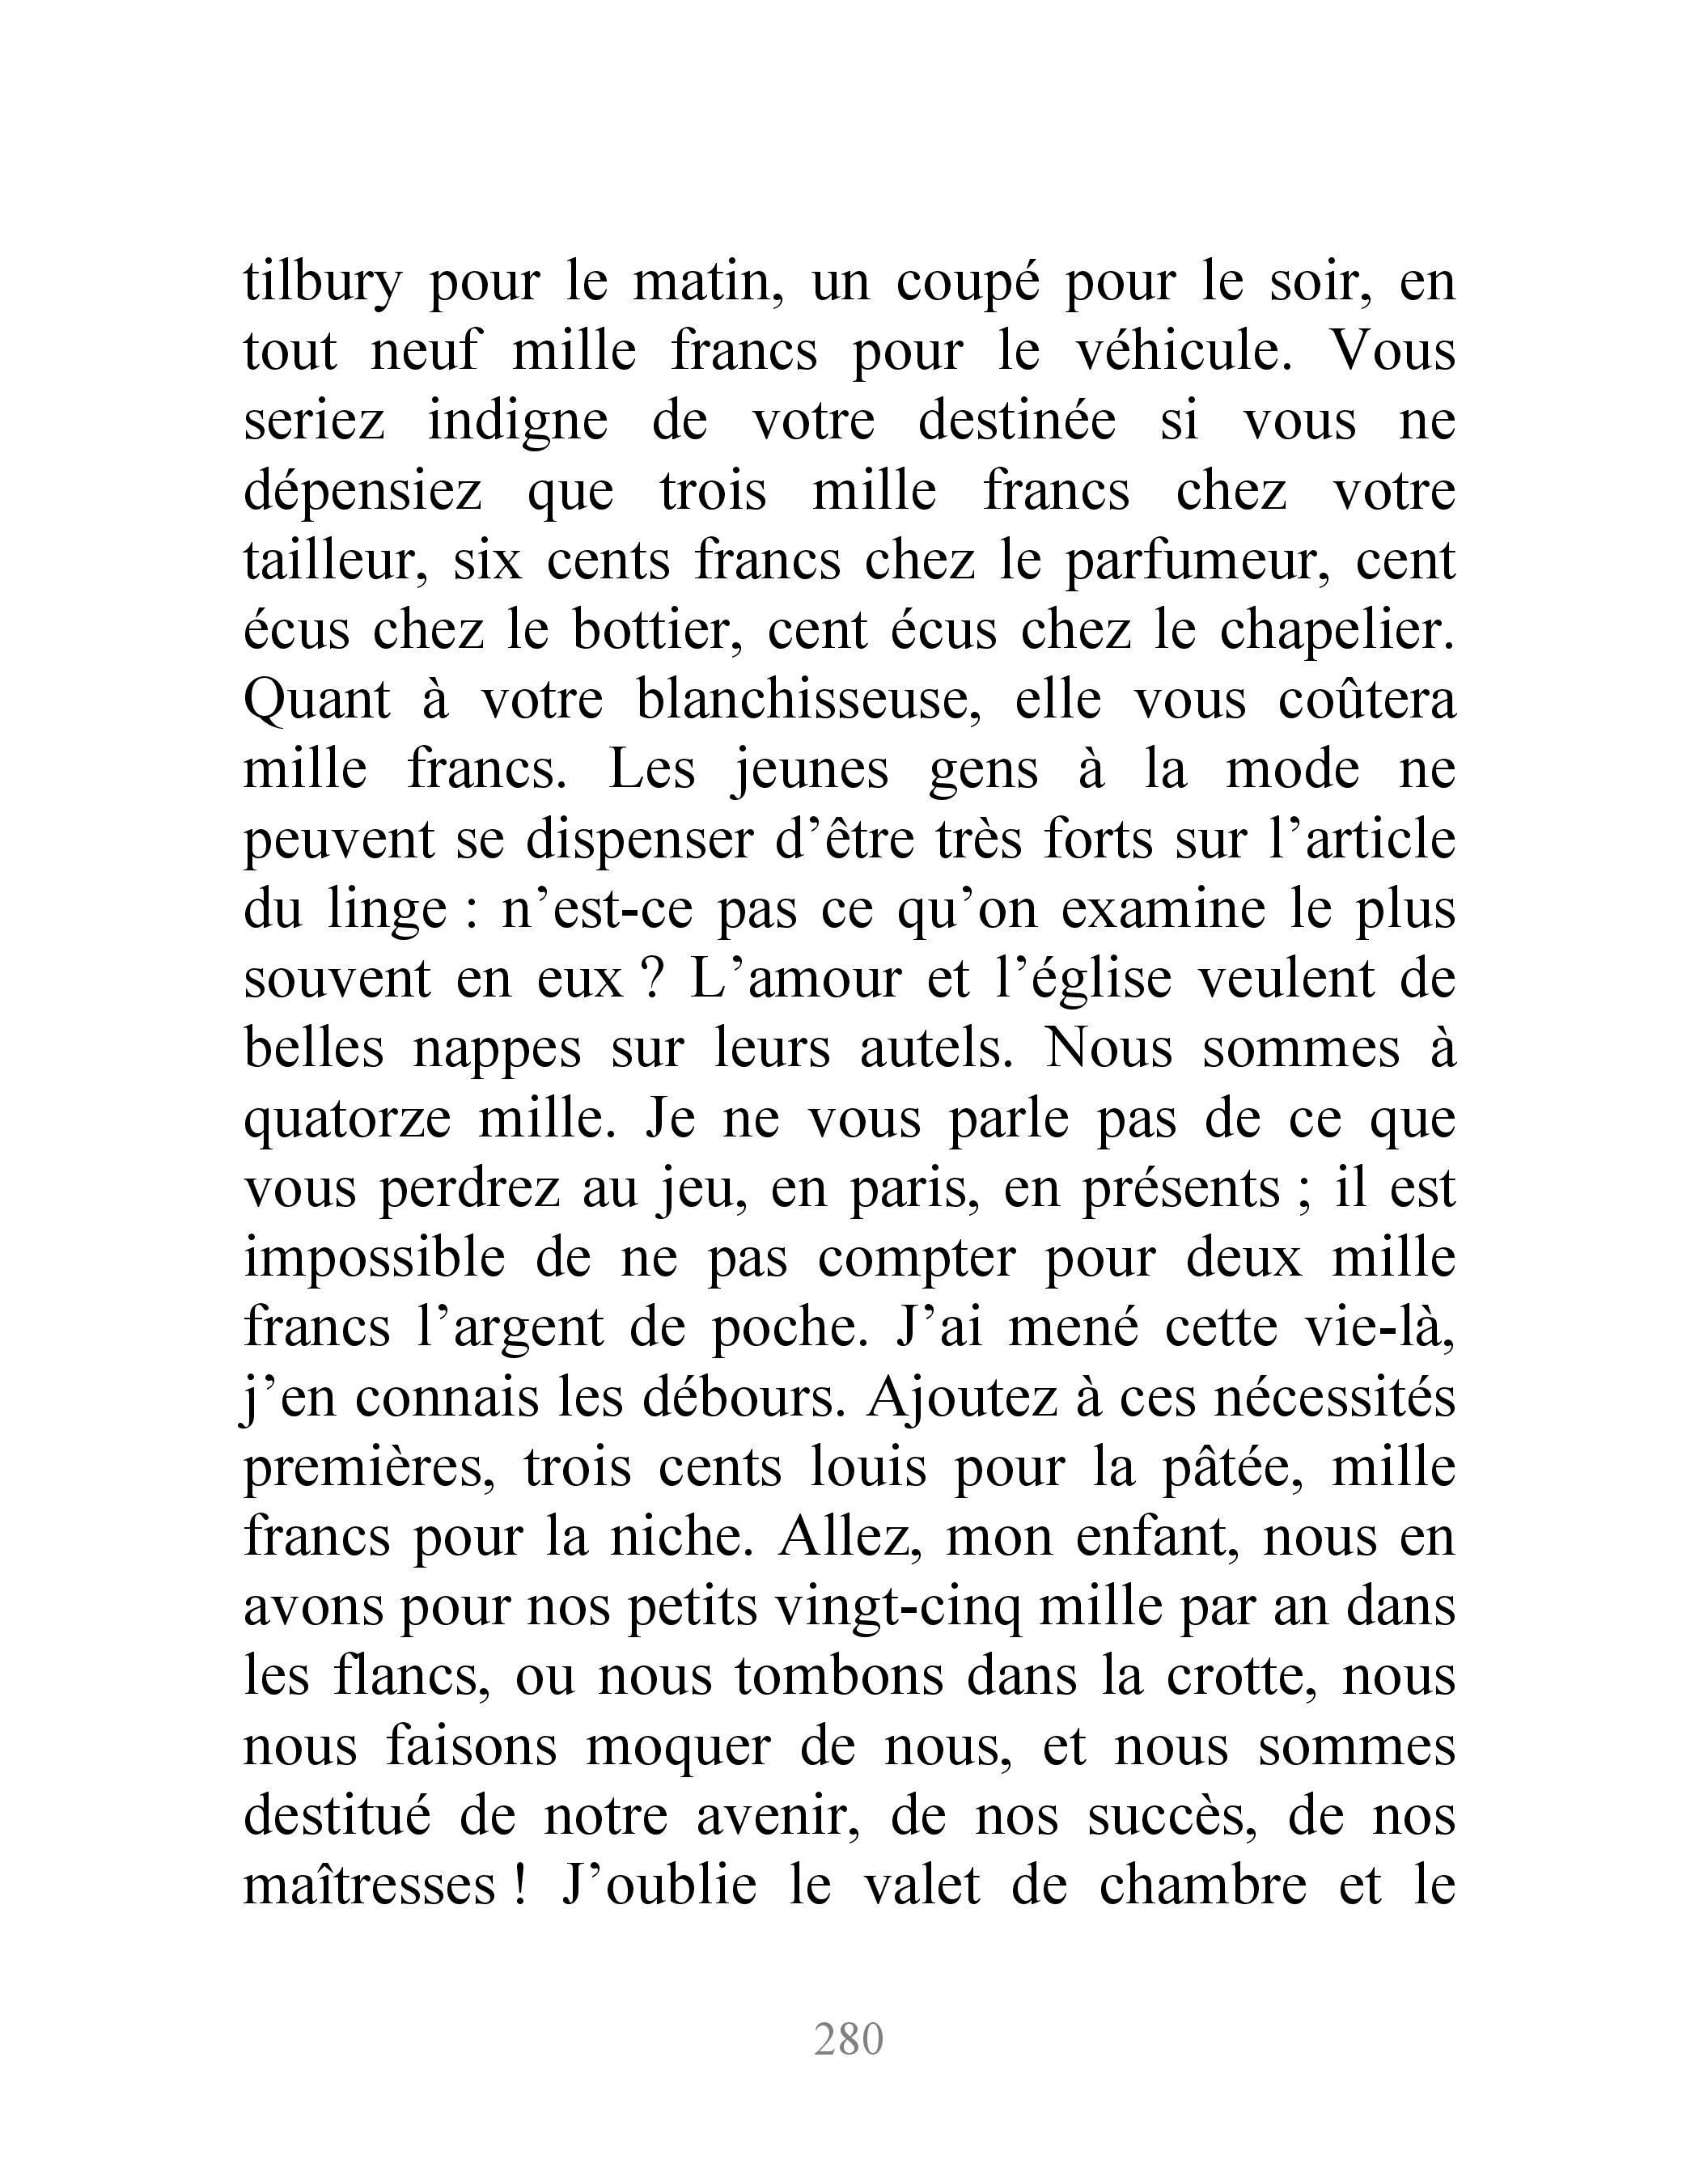 tilbury pour le matin, un coupé pour le soir, en
tout neuf mille francs pour le véhicule. Vous
seriez indigne de votre destinée si vous ne
dépensiez que trois mille francs chez votre
tailleur, six cents francs chez le parfumeur, cent
écus chez le bottier, cent écus chez le chapelier.
Quant à votre blanchisseuse, elle vous coûtera
mille francs. Les jeunes gens à la mode ne
peuvent se dispenser d’être très forts sur l’article
du linge : n’est-ce pas ce qu’on examine le plus
souvent en eux ? L’amour et l’église veulent de
belles nappes sur leurs autels. Nous sommes à
quatorze mille. Je ne vous parle pas de ce que
vous perdrez au jeu, en paris, en présents ; il est
impossible de ne pas compter pour deux mille
francs l’argent de poche. J’ai mené cette vie-là,
j’en connais les débours. Ajoutez à ces nécessités
premières, trois cents louis pour la pâtée, mille
francs pour la niche. Allez, mon enfant, nous en
avons pour nos petits vingt-cinq mille par an dans
les flancs, ou nous tombons dans la crotte, nous
nous faisons moquer de nous, et nous sommes
destitué de notre avenir, de nos succès, de nos
maîtresses ! J’oublie le valet de chambre et le
280